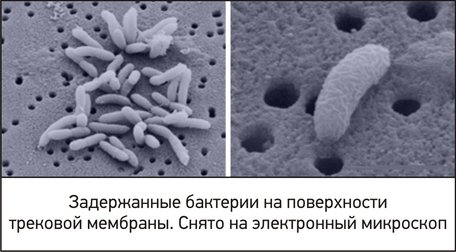 Задержанные бактерии на поверхности
трековой мембраны. Снято на электронный микроскоп